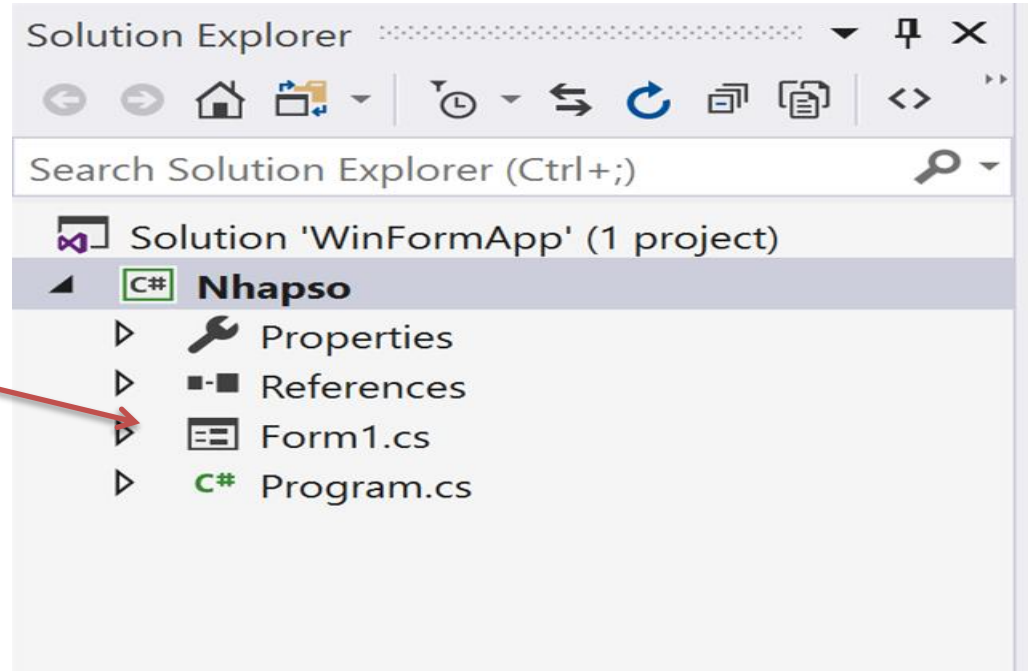 Solution Explorer
Search Solution Explorer (Ctrl+;)
Solution 'WinFormApp' (1 project)
C# Nhapso
Properties
References
Form1.cs
C# Program.cs